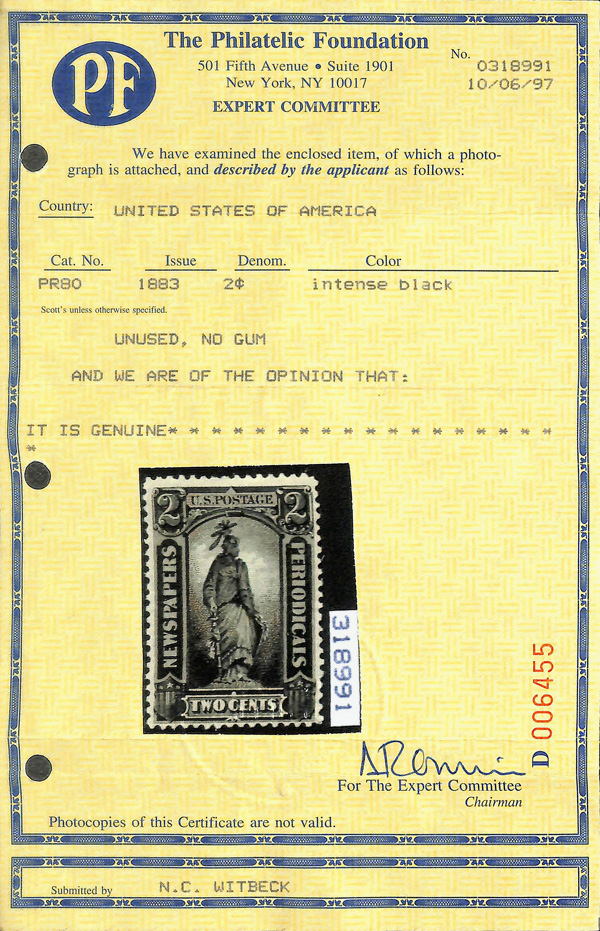 PF
The Philatelic Foundation
501 Fifth Avenue • Suite 1901
New York, NY 10017
EXPERT COMMITTEE
No. 0318991
10/06/97
We have examined the enclosed item, of which a photo-
graph is attached, and described by the applicant as follows:
Country: UNITED STATES OF AMERICA
Cat. No. Issue Denom. Color
PR80 1883 2¢ intense black
Scott's unless otherwise specified.
UNUSED, NO GUM
AND WE ARE OF THE OPINION THAT:
IT IS GENUINE* * * * * * * * * * * * * * * * * *
*
2 U.S. POSTAGE 2
NEWSPAPERS
PERIODICALS
TWO CENTS
318991
D 006455
For The Expert Committee
Chairman
Photocopies of this Certificate are not valid.
Submitted by N.C. WITBECK